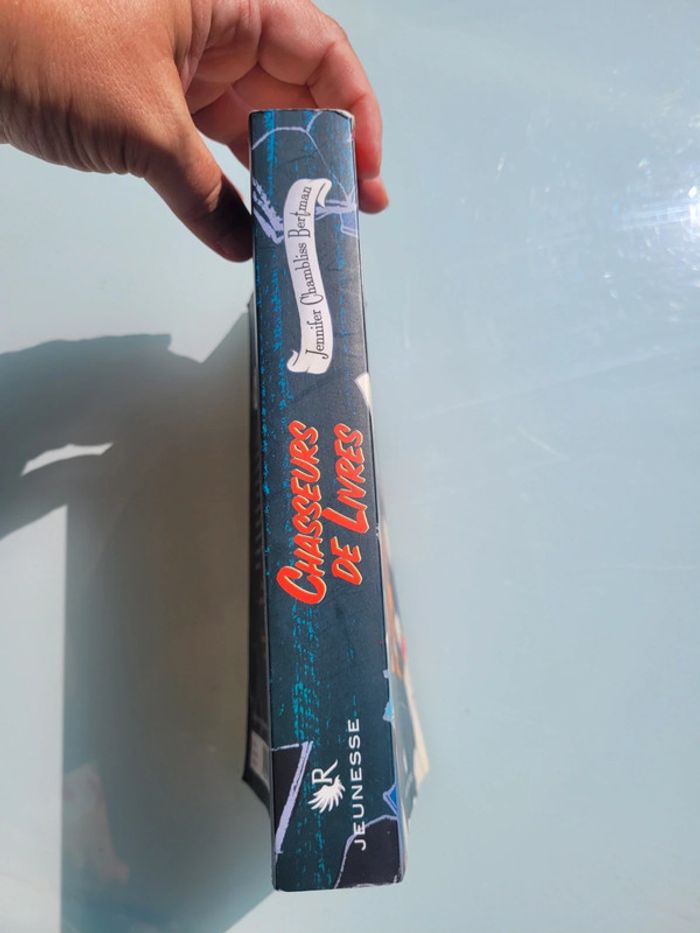 Jennifer Chambliss Bertman
CHASSEURS
DE LIVRES
R
JEUNESSE